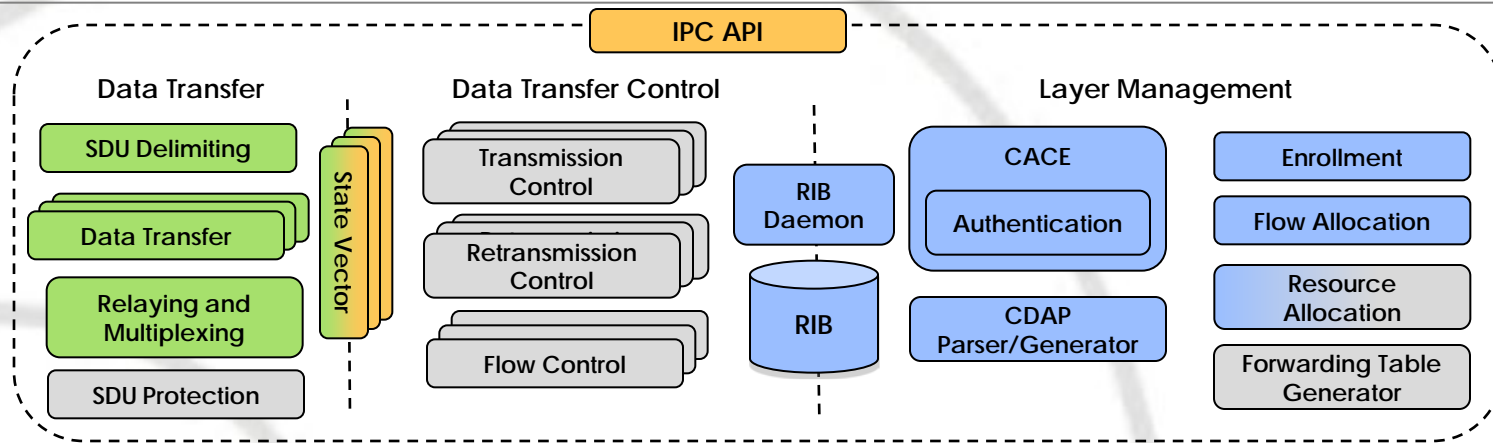 IPC API
Data Transfer
SDU Delimiting
Data Transfer
Relaying and
Multiplexing
SDU Protection
State Vector
Data Transfer Control
Transmission
Control
Retransmission
Control
Flow Control
RIB
Daemon
RIB
Layer Management
CACE
Authentication
CDAP
Parser/Generator
Enrollment
Flow Allocation
Resource
Allocation
Forwarding Table
Generator